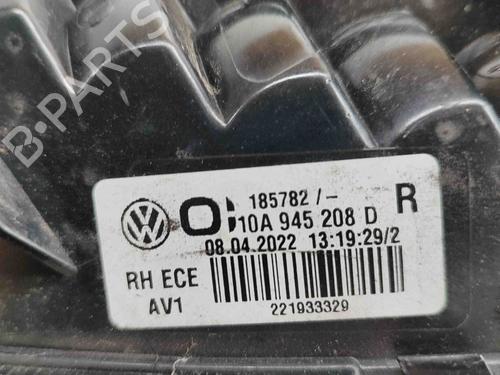 B-PARTS
185782 /-
R
10A 945 208 D
08.04.2022 13:19:29/2
RH ECE
AV1
221933329